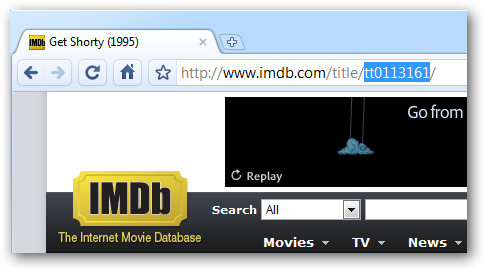 IMDb Get Shorty (1995)
http://www.imdb.com/title/tt0113161/
Go from
Replay
IMDb
The Internet Movie Database
Search All
Movies TV News